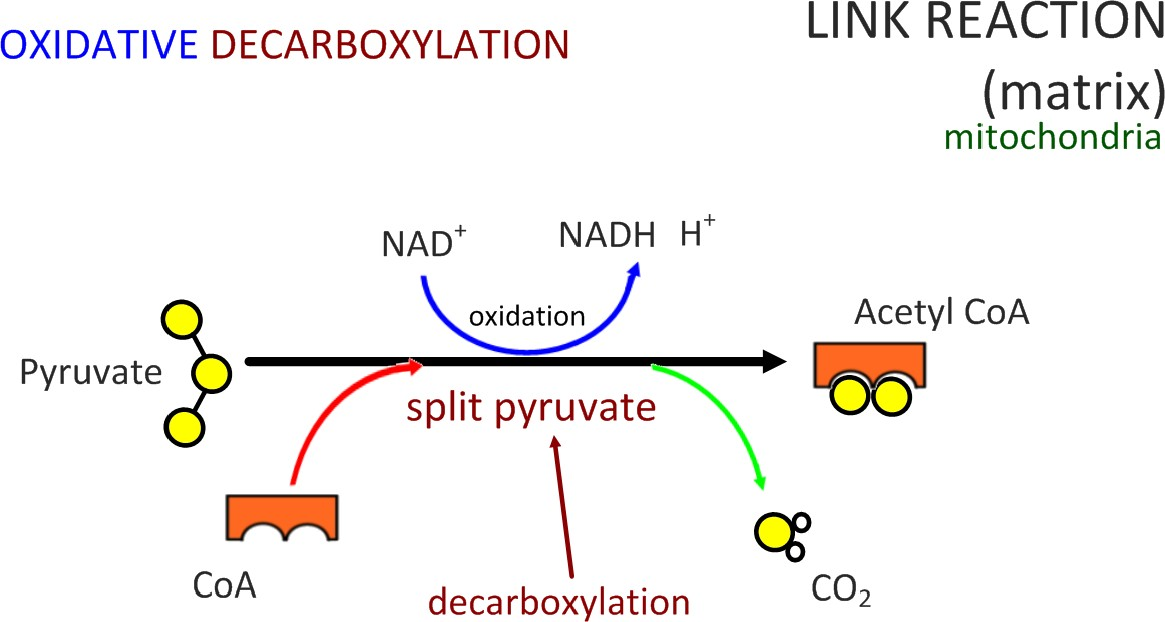 OXIDATIVE DECARBOXYLATION
LINK REACTION
(matrix)
mitochondria
NAD⁺
NADH H⁺
oxidation
Acetyl CoA
Pyruvate
split pyruvate
CoA
decarboxylation
CO₂